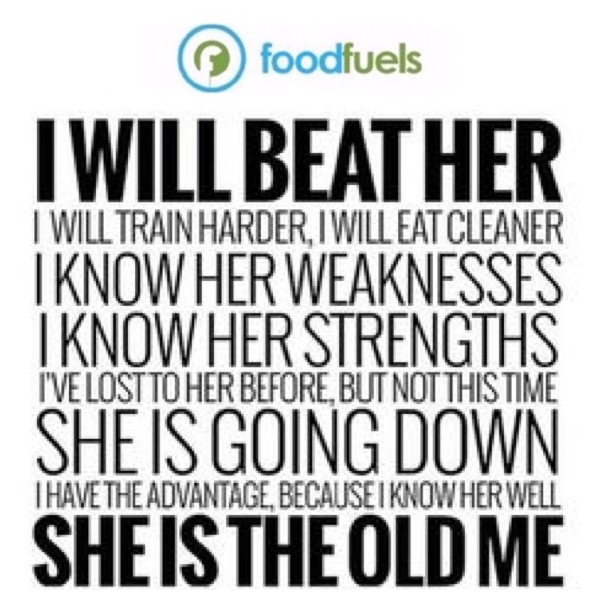 foodfuels
I WILL BEAT HER
I WILL TRAIN HARDER, I WILL EAT CLEANER
I KNOW HER WEAKNESSES
I KNOW HER STRENGTHS
I'VE LOST TO HER BEFORE, BUT NOT THIS TIME
SHE IS GOING DOWN
I HAVE THE ADVANTAGE, BECAUSE I KNOW HER WELL
SHE IS THE OLD ME